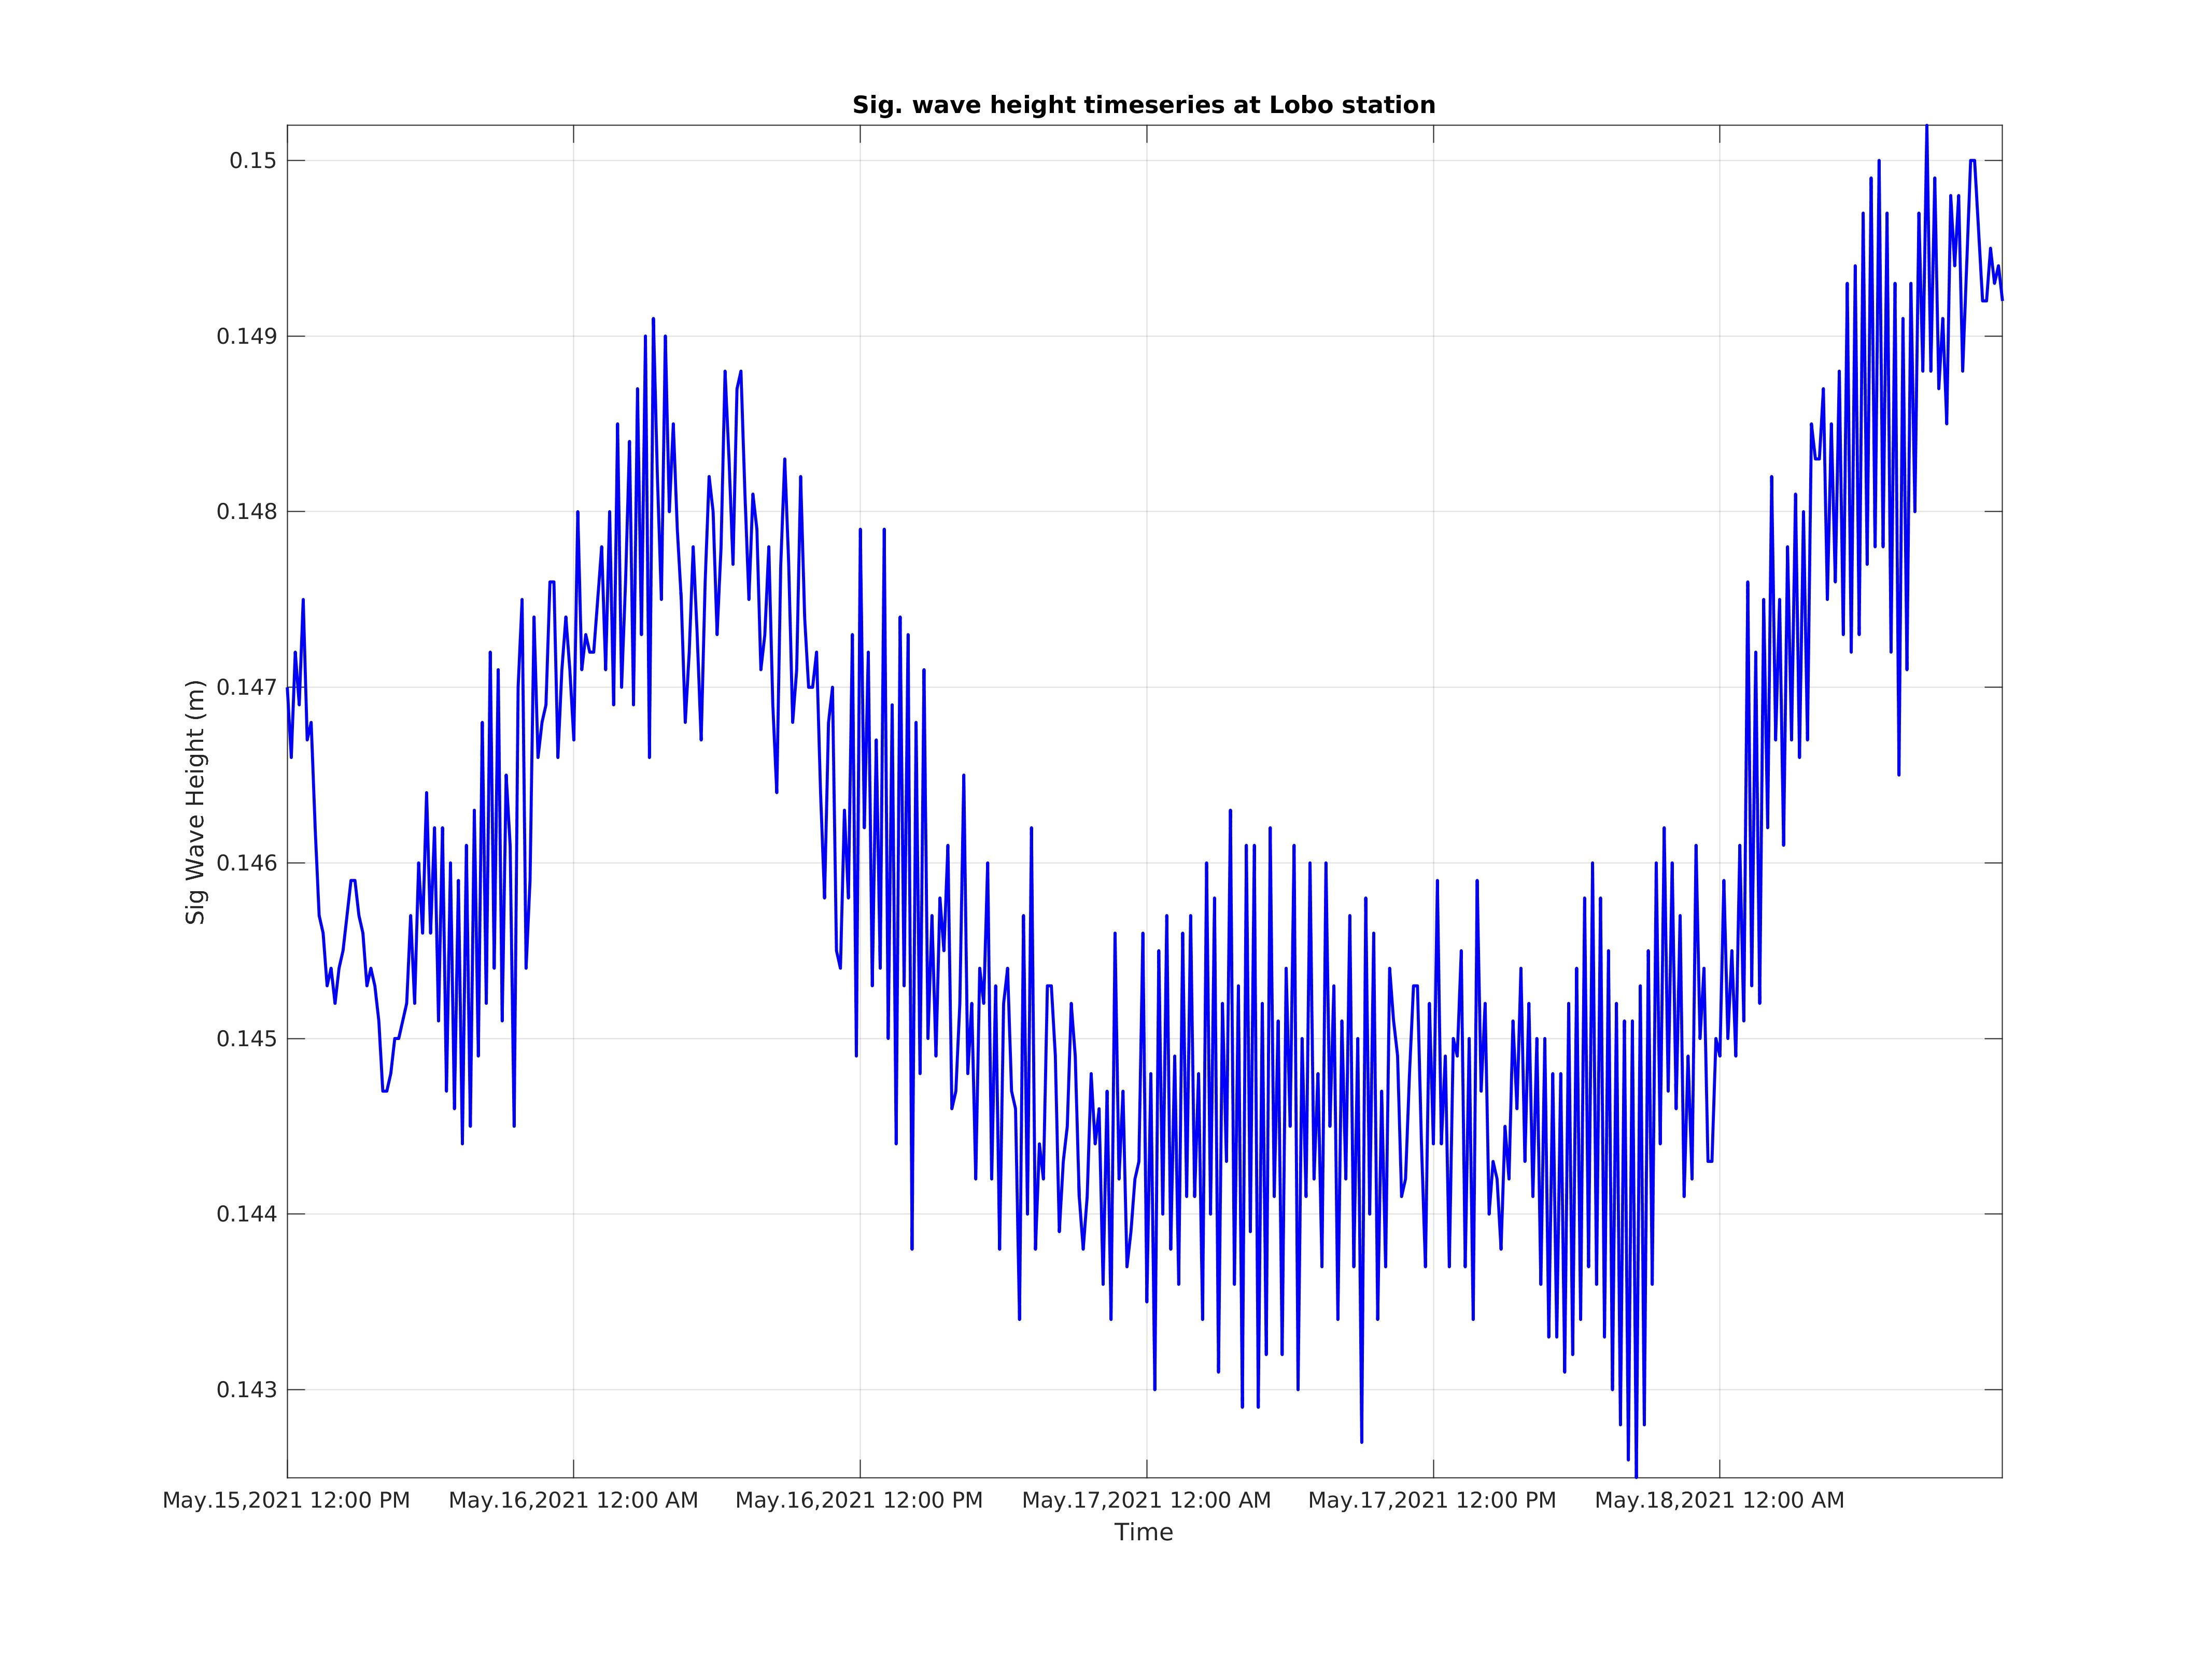 Sig. wave height timeseries at Lobo station
0.15
0.149
0.148
0.147
0.146
0.145
0.144
0.143
Sig Wave Height (m)
May.15,2021 12:00 PM
May.16,2021 12:00 AM
May.16,2021 12:00 PM
May.17,2021 12:00 AM
May.17,2021 12:00 PM
May.18,2021 12:00 AM
Time